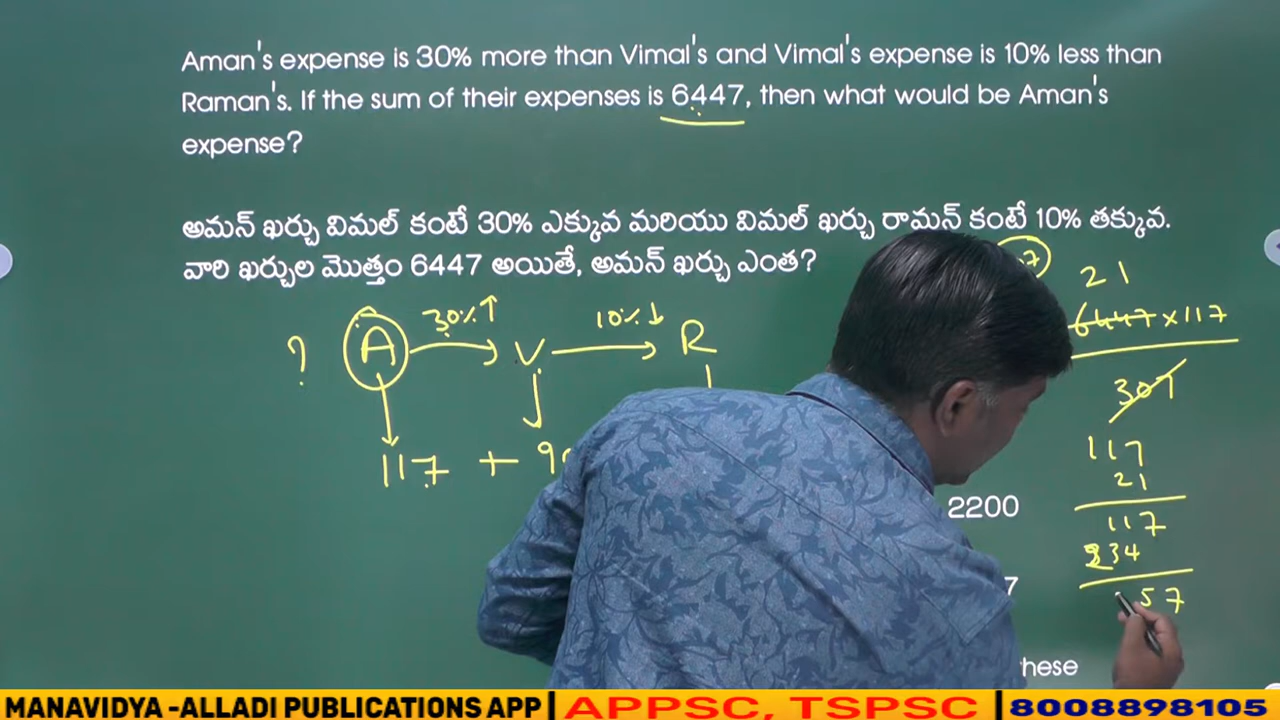 Aman's expense is 30% more than Vimal's and Vimal's expense is 10% less than
Raman's. If the sum of their expenses is 6447, then what would be Aman's
expense?
అమన్ ఖర్చు విమల్ కంటే 30% ఎక్కువ మరియు విమల్ ఖర్చు రామన్ కంటే 10% తక్కువ.
వారి ఖర్చుల మొత్తం 6447 అయితే, అమన్ ఖర్చు ఎంత?
? A 30%↑ V 10%↓ R
117 +
21
6447x117
307
117
21
117
234
57
2200
7
MANAVIDYA -ALLADI PUBLICATIONS APP | APPSC, TSPSC | 8008898105